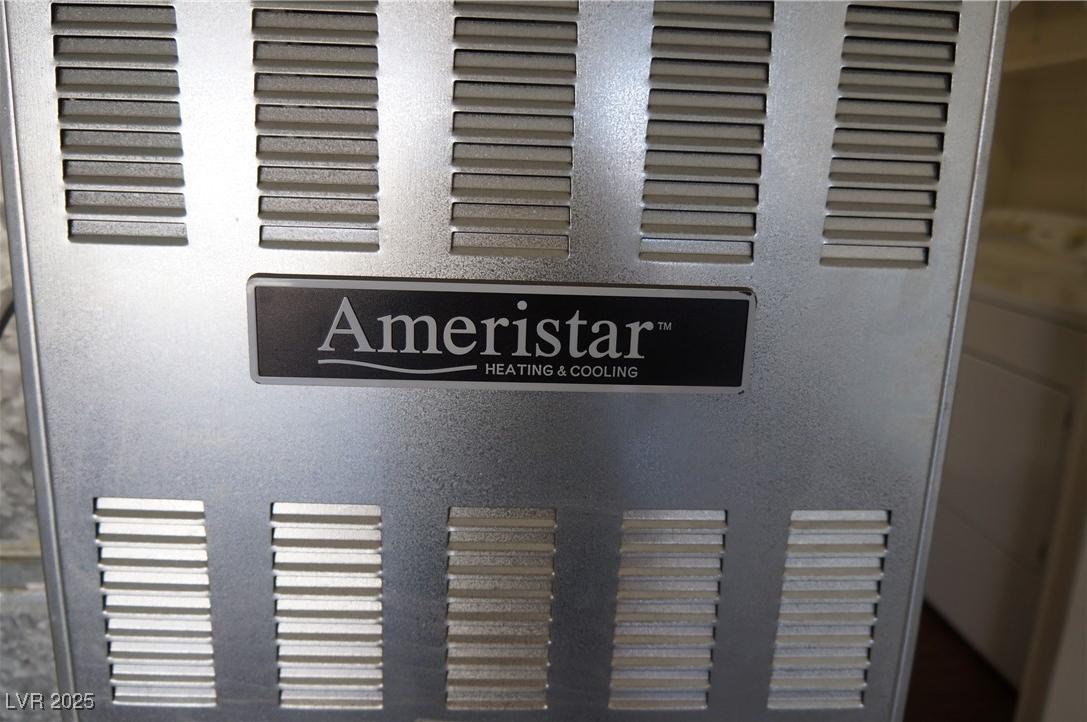 Ameristar™
HEATING & COOLING
LVR 2025